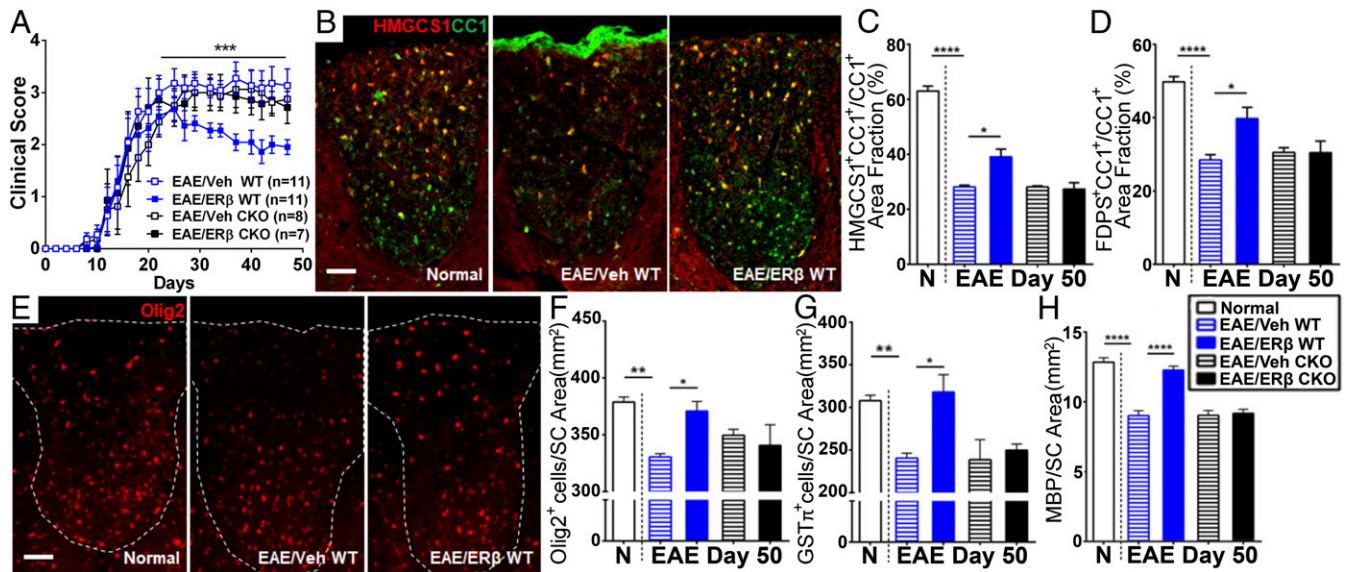 A
Clinical Score
4
3
2
1
0
***
EAE/Veh WT (n=11)
EAE/ERβ WT (n=11)
EAE/Veh CKO (n=8)
EAE/ERβ CKO (n=7)
0 10 20 30 40 50
Days
B
HMGCS1CC1
Normal
EAE/Veh WT
EAE/ERβ WT
C
HMGCS1⁺CC1⁺/CC1⁺
Area Fraction (%)
80
60
40
20
0
****
*
N EAE Day 50
D
FDPS⁺CC1⁺/CC1⁺
Area Fraction (%)
60
40
20
0
****
*
N EAE Day 50
E
Olig2
Normal
EAE/Veh WT
EAE/ERβ WT
F
Olig2⁺cells/SC Area(mm²)
450
400
350
300
0
**
*
N EAE Day 50
G
GSTπ⁺cells/SC Area(mm²)
400
350
300
250
200
0
**
*
N EAE Day 50
H
MBP/SC Area(mm²)
15
10
5
0
****
****
N EAE Day 50
Normal
EAE/Veh WT
EAE/ERβ WT
EAE/Veh CKO
EAE/ERβ CKO